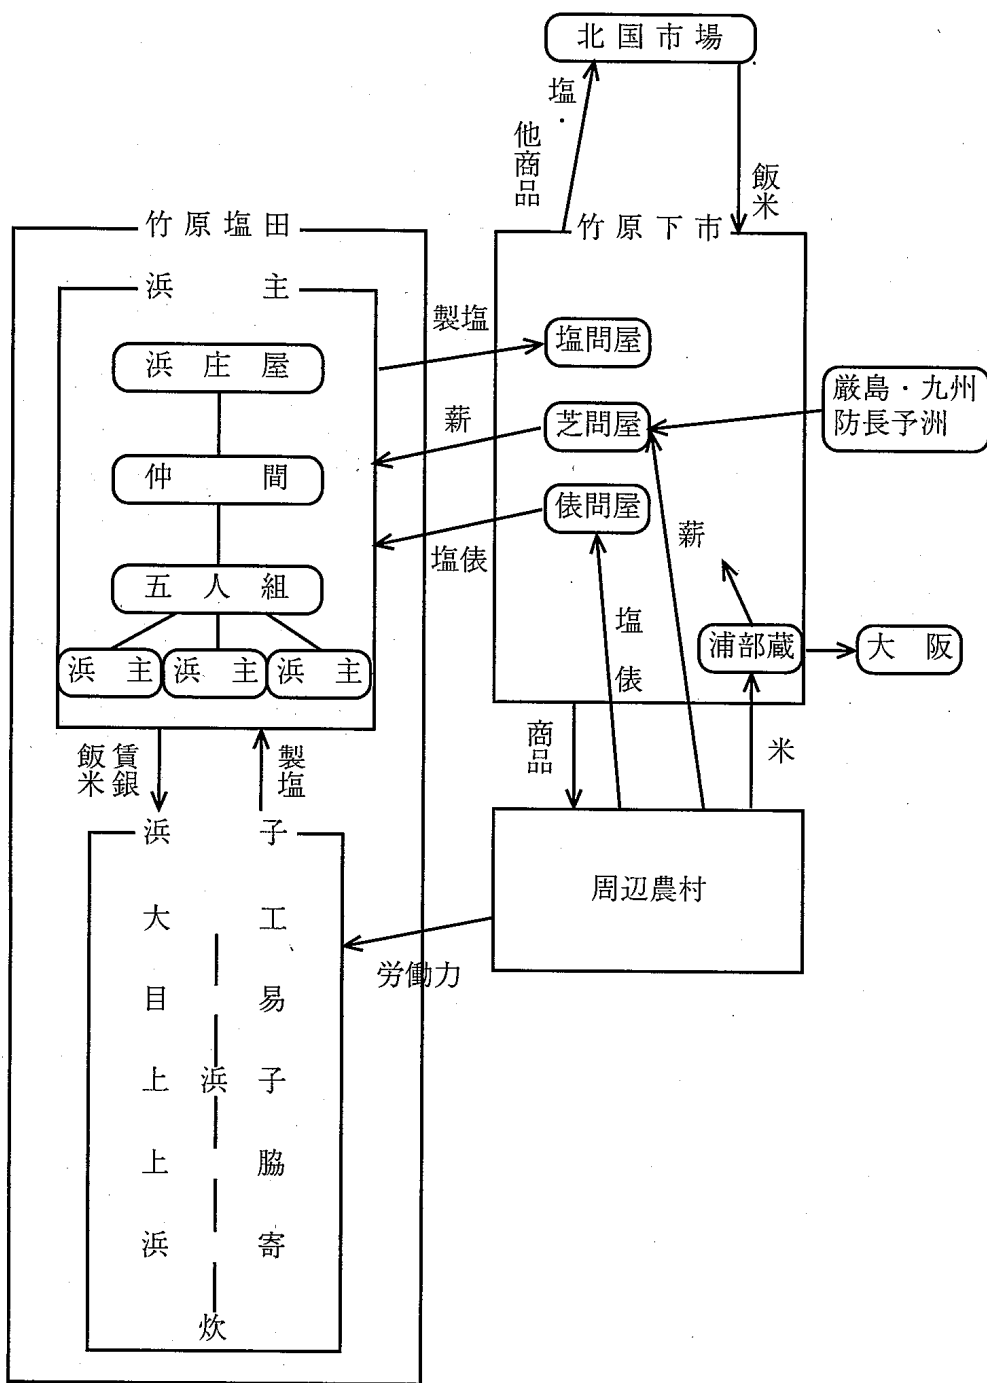 北国市場
塩・他商品
飯米
竹原塩田
竹原下市
浜主
浜庄屋
仲間
五人組
浜主 浜主 浜主
製塩
薪
塩俵
塩問屋
芝問屋
俵問屋
厳島・九州
防長予洲
薪
塩俵
浦部蔵
大阪
商品
米
周辺農村
労働力
賃銀
飯米
製塩
浜子
大工
目易
上浜子
上脇
浜寄
炊